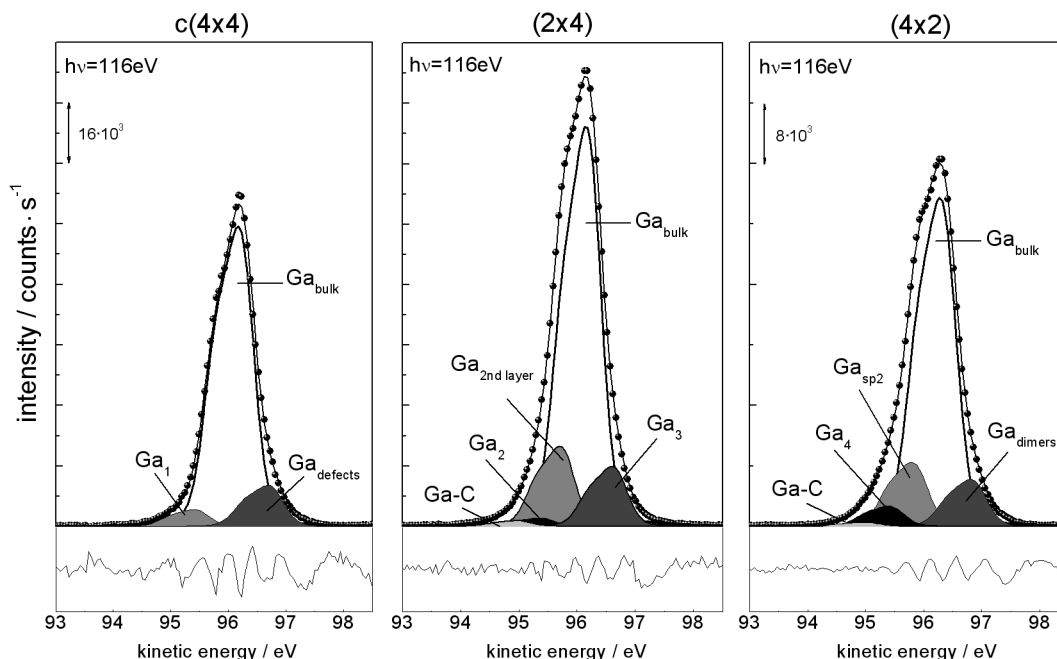 c(4x4)
(2x4)
(4x2)
hν=116eV
hν=116eV
hν=116eV
16·10³
8·10³
intensity / counts · s⁻¹
Ga_bulk
Ga_1
Ga_defects
Ga_bulk
Ga_2nd layer
Ga_2
Ga_3
Ga-C
Ga_bulk
Ga_sp2
Ga_4
Ga_dimers
Ga-C
93 94 95 96 97 98
93 94 95 96 97 98
93 94 95 96 97 98
kinetic energy / eV
kinetic energy / eV
kinetic energy / eV